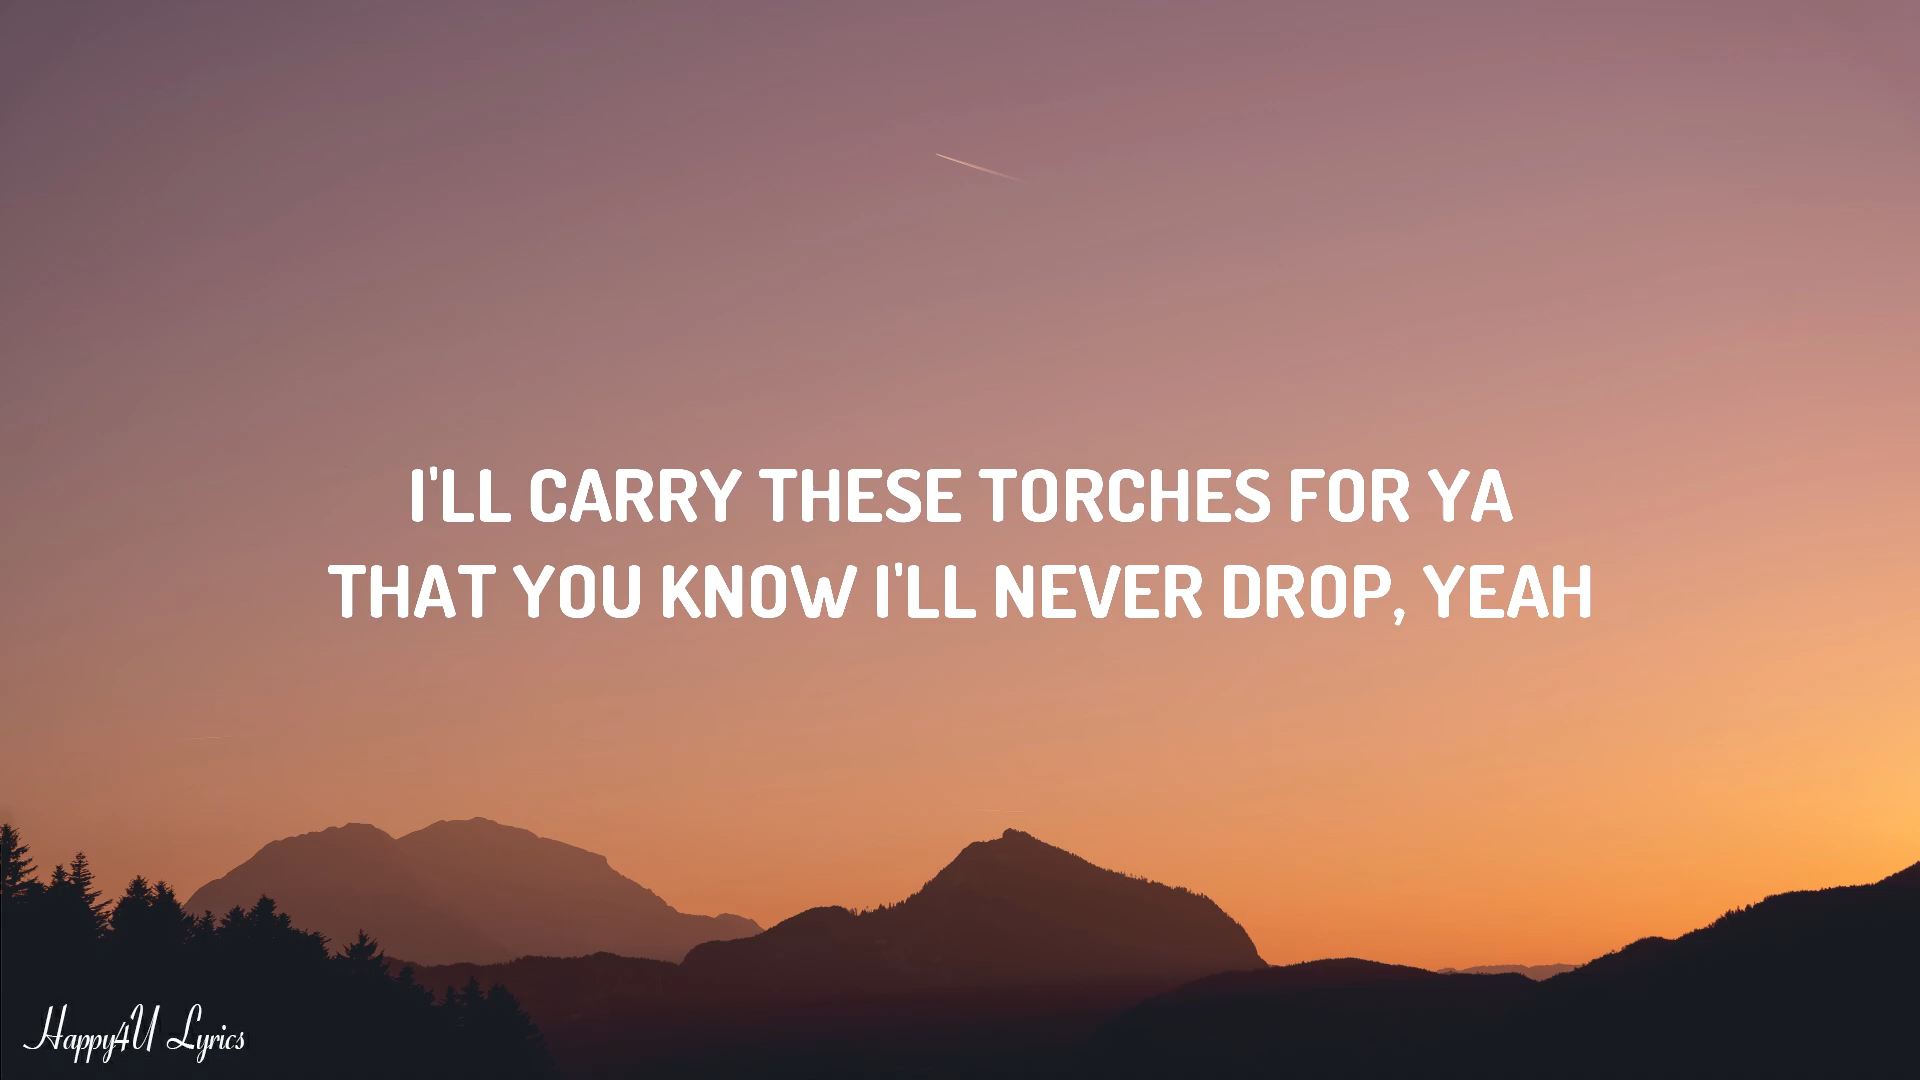 I'LL CARRY THESE TORCHES FOR YA
THAT YOU KNOW I'LL NEVER DROP, YEAH
Happy4U Lyrics